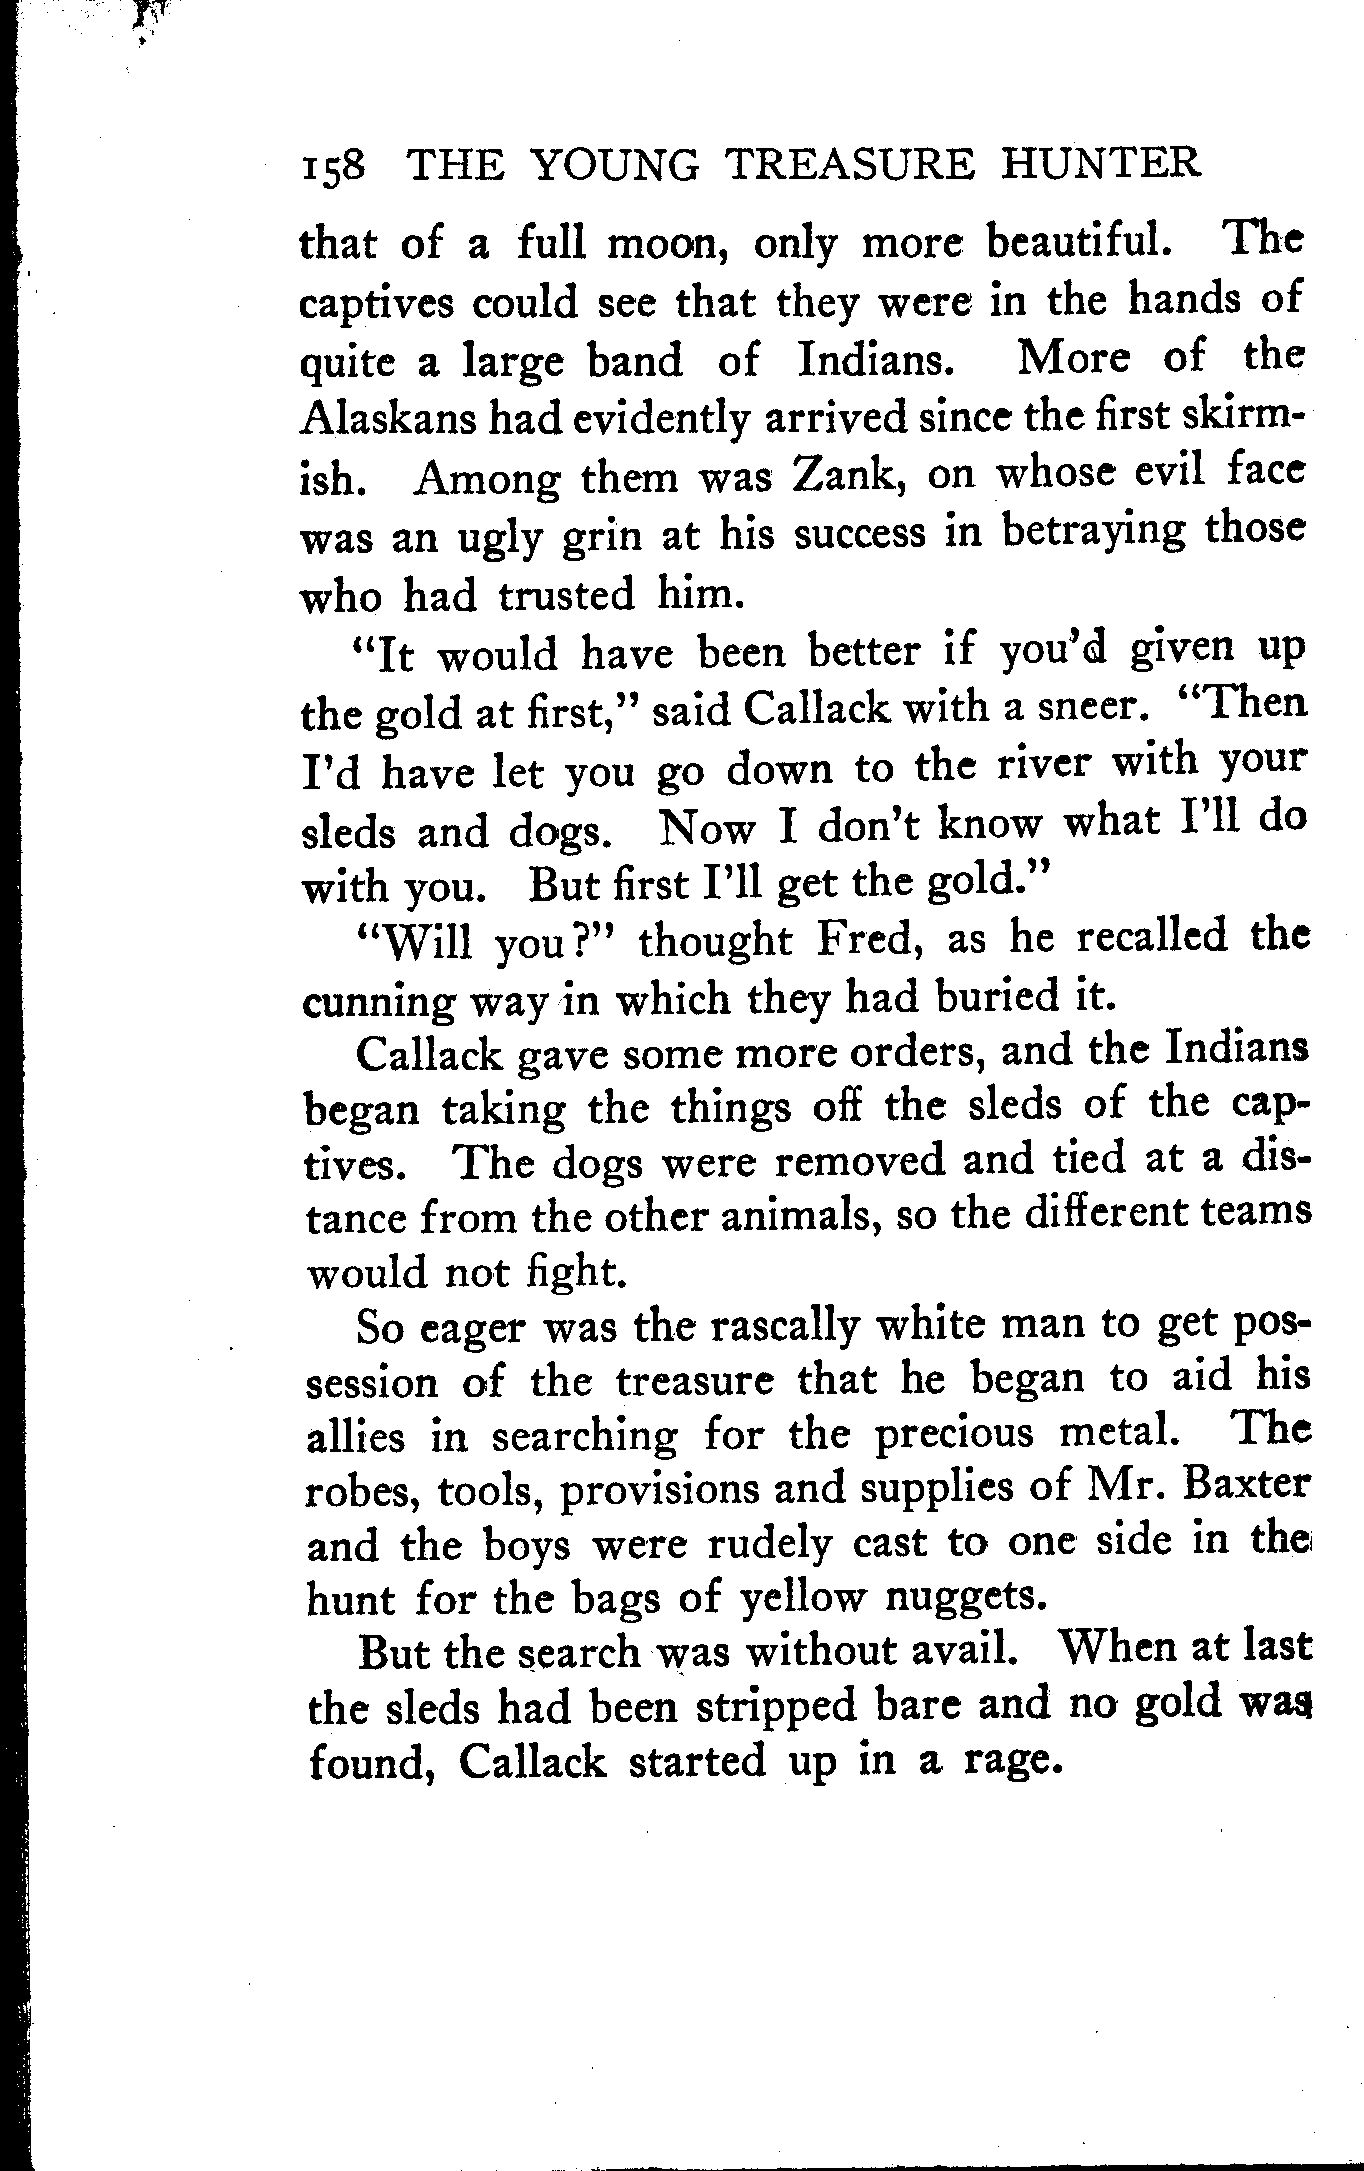 158 THE YOUNG TREASURE HUNTER
that of a full moon, only more beautiful. The
captives could see that they were in the hands of
quite a large band of Indians. More of the
Alaskans had evidently arrived since the first skirm-
ish. Among them was Zank, on whose evil face
was an ugly grin at his success in betraying those
who had trusted him.
“It would have been better if you’d given up
the gold at first,” said Callack with a sneer. “Then
I’d have let you go down to the river with your
sleds and dogs. Now I don’t know what I’ll do
with you. But first I’ll get the gold.”
“Will you?” thought Fred, as he recalled the
cunning way in which they had buried it.
Callack gave some more orders, and the Indians
began taking the things off the sleds of the cap-
tives. The dogs were removed and tied at a dis-
tance from the other animals, so the different teams
would not fight.
So eager was the rascally white man to get pos-
session of the treasure that he began to aid his
allies in searching for the precious metal. The
robes, tools, provisions and supplies of Mr. Baxter
and the boys were rudely cast to one side in the
hunt for the bags of yellow nuggets.
But the search was without avail. When at last
the sleds had been stripped bare and no gold was
found, Callack started up in a rage.